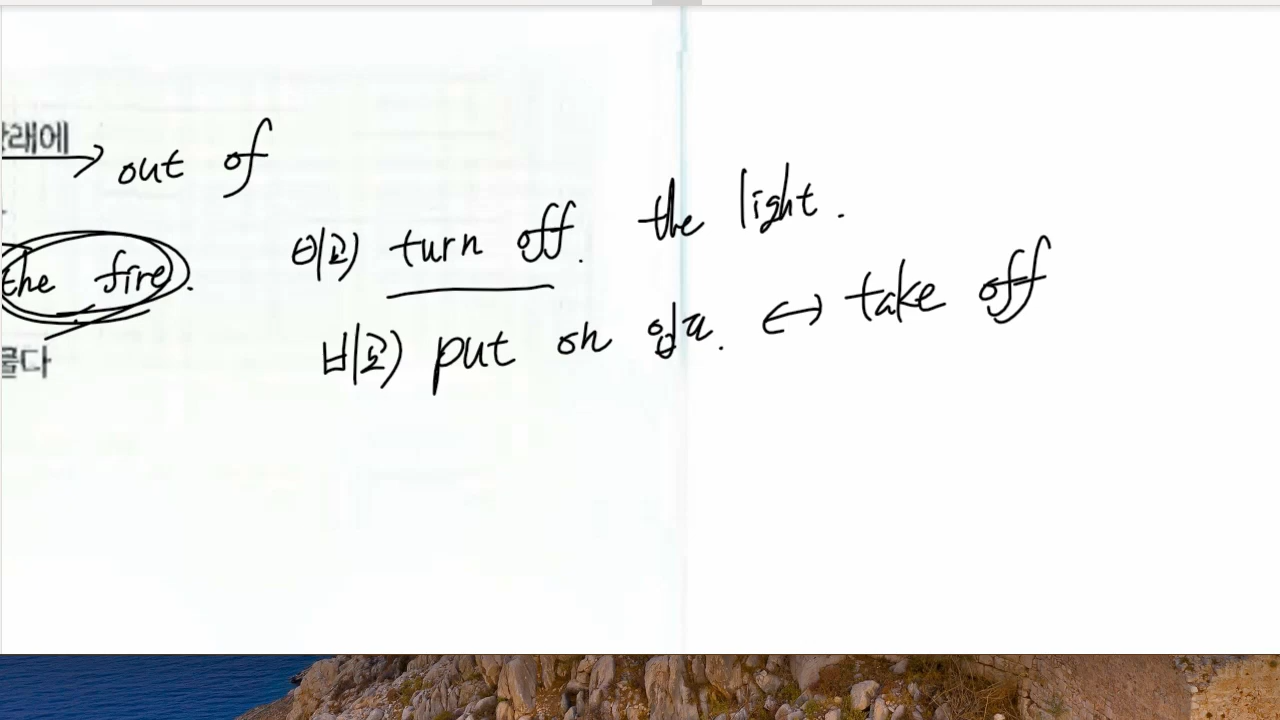 래에
→ out of
비교) turn off. the light.
the fire.
비교) put on 입다. ↔ take off
물다